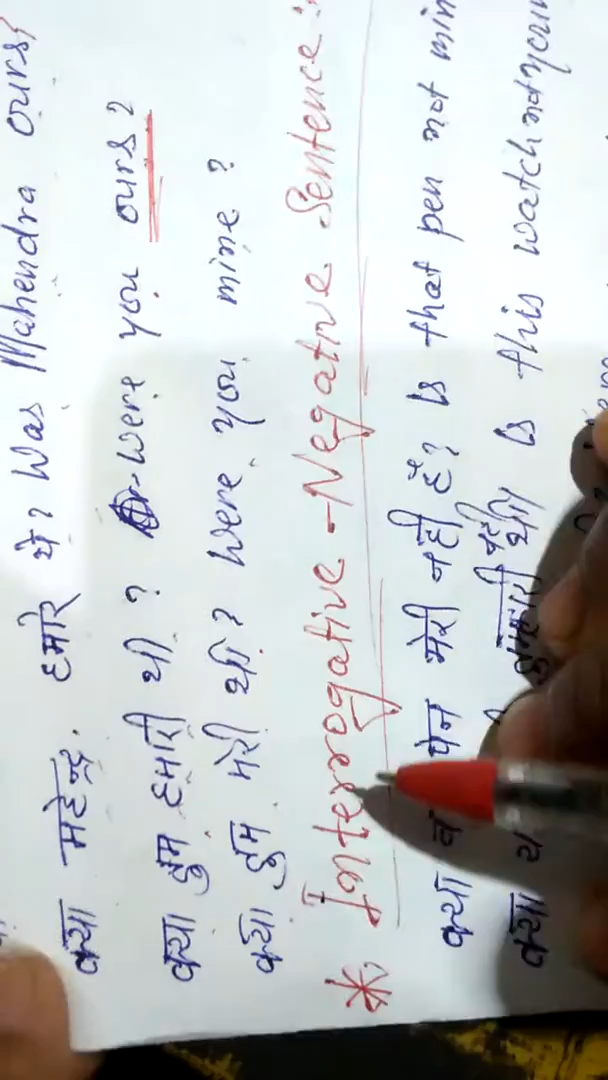 क्या महेन्द्र हमारे थे? Was Mahendra ours?
क्या तुम हमारी थी? were you ours?
क्या तुम मेरी थी? were you mine?
* Interrogative-Negative Sentence:
क्या पेन मेरी नहीं है? Is that pen not min
क्या तुम्हारी नहीं थी Is this watch not your